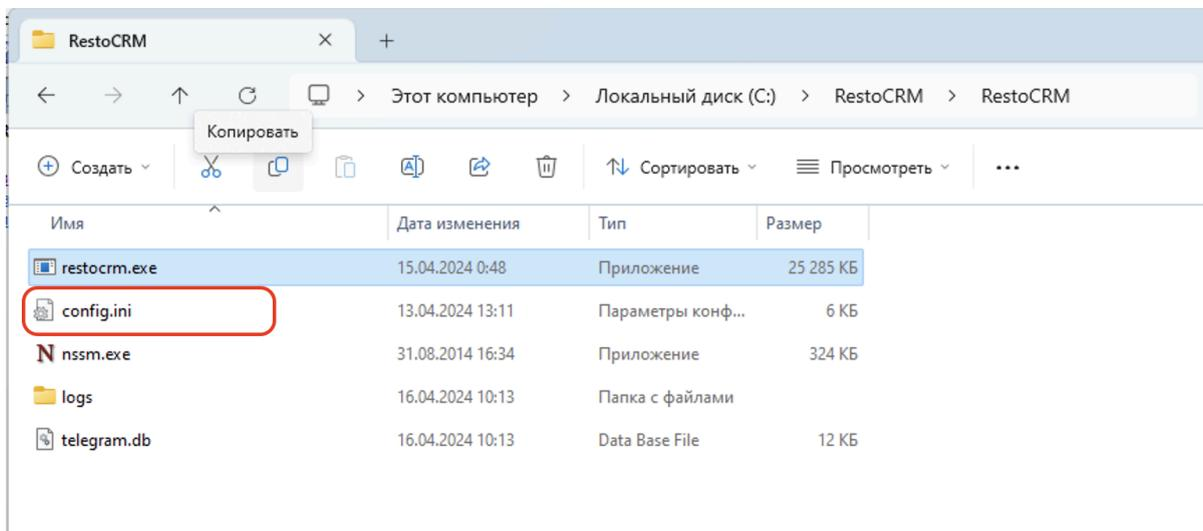 RestoCRM
Этот компьютер > Локальный диск (C:) > RestoCRM > RestoCRM
Копировать
Создать
Сортировать
Просмотреть
Имя Дата изменения Тип Размер
restocrm.exe 15.04.2024 0:48 Приложение 25 285 КБ
config.ini 13.04.2024 13:11 Параметры конф... 6 КБ
N nssm.exe 31.08.2014 16:34 Приложение 324 КБ
logs 16.04.2024 10:13 Папка с файлами
telegram.db 16.04.2024 10:13 Data Base File 12 КБ